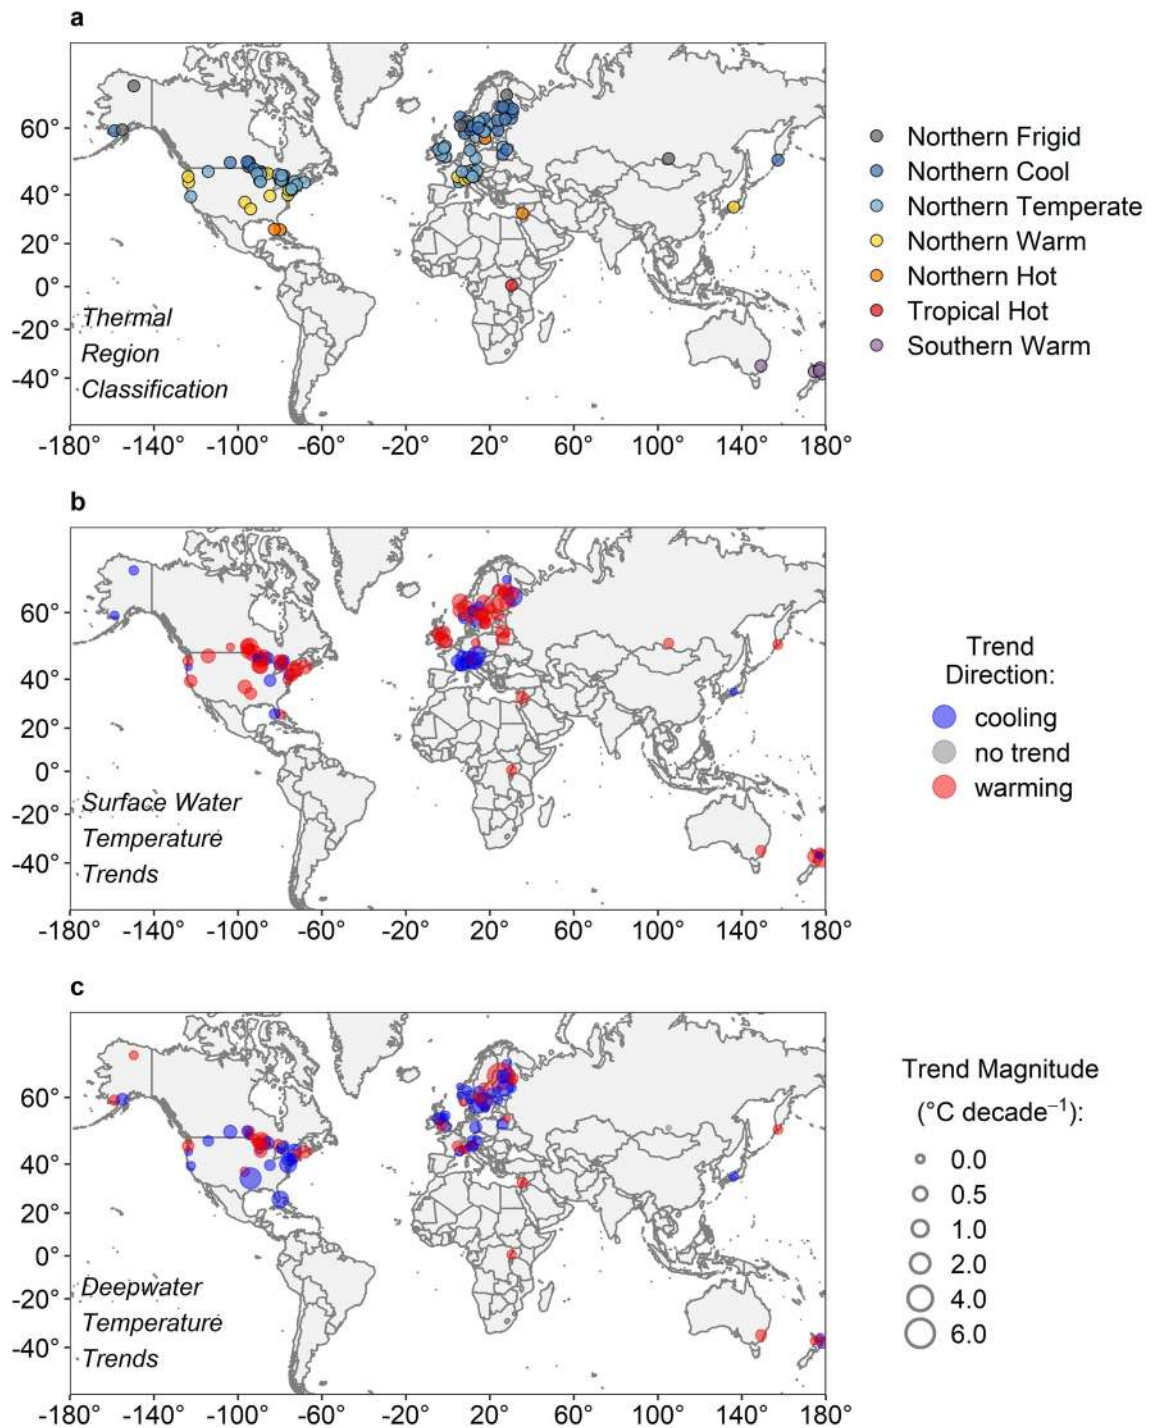 a
60°
40°
20°
0°
-20°
-40°
Thermal
Region
Classification
-180° -140° -100° -60° -20° 20° 60° 100° 140° 180°
Northern Frigid
Northern Cool
Northern Temperate
Northern Warm
Northern Hot
Tropical Hot
Southern Warm
b
60°
40°
20°
0°
-20°
-40°
Surface Water
Temperature
Trends
-180° -140° -100° -60° -20° 20° 60° 100° 140° 180°
Trend
Direction:
cooling
no trend
warming
c
60°
40°
20°
0°
-20°
-40°
Deepwater
Temperature
Trends
-180° -140° -100° -60° -20° 20° 60° 100° 140° 180°
Trend Magnitude
(°C decade⁻¹):
0.0
0.5
1.0
2.0
4.0
6.0